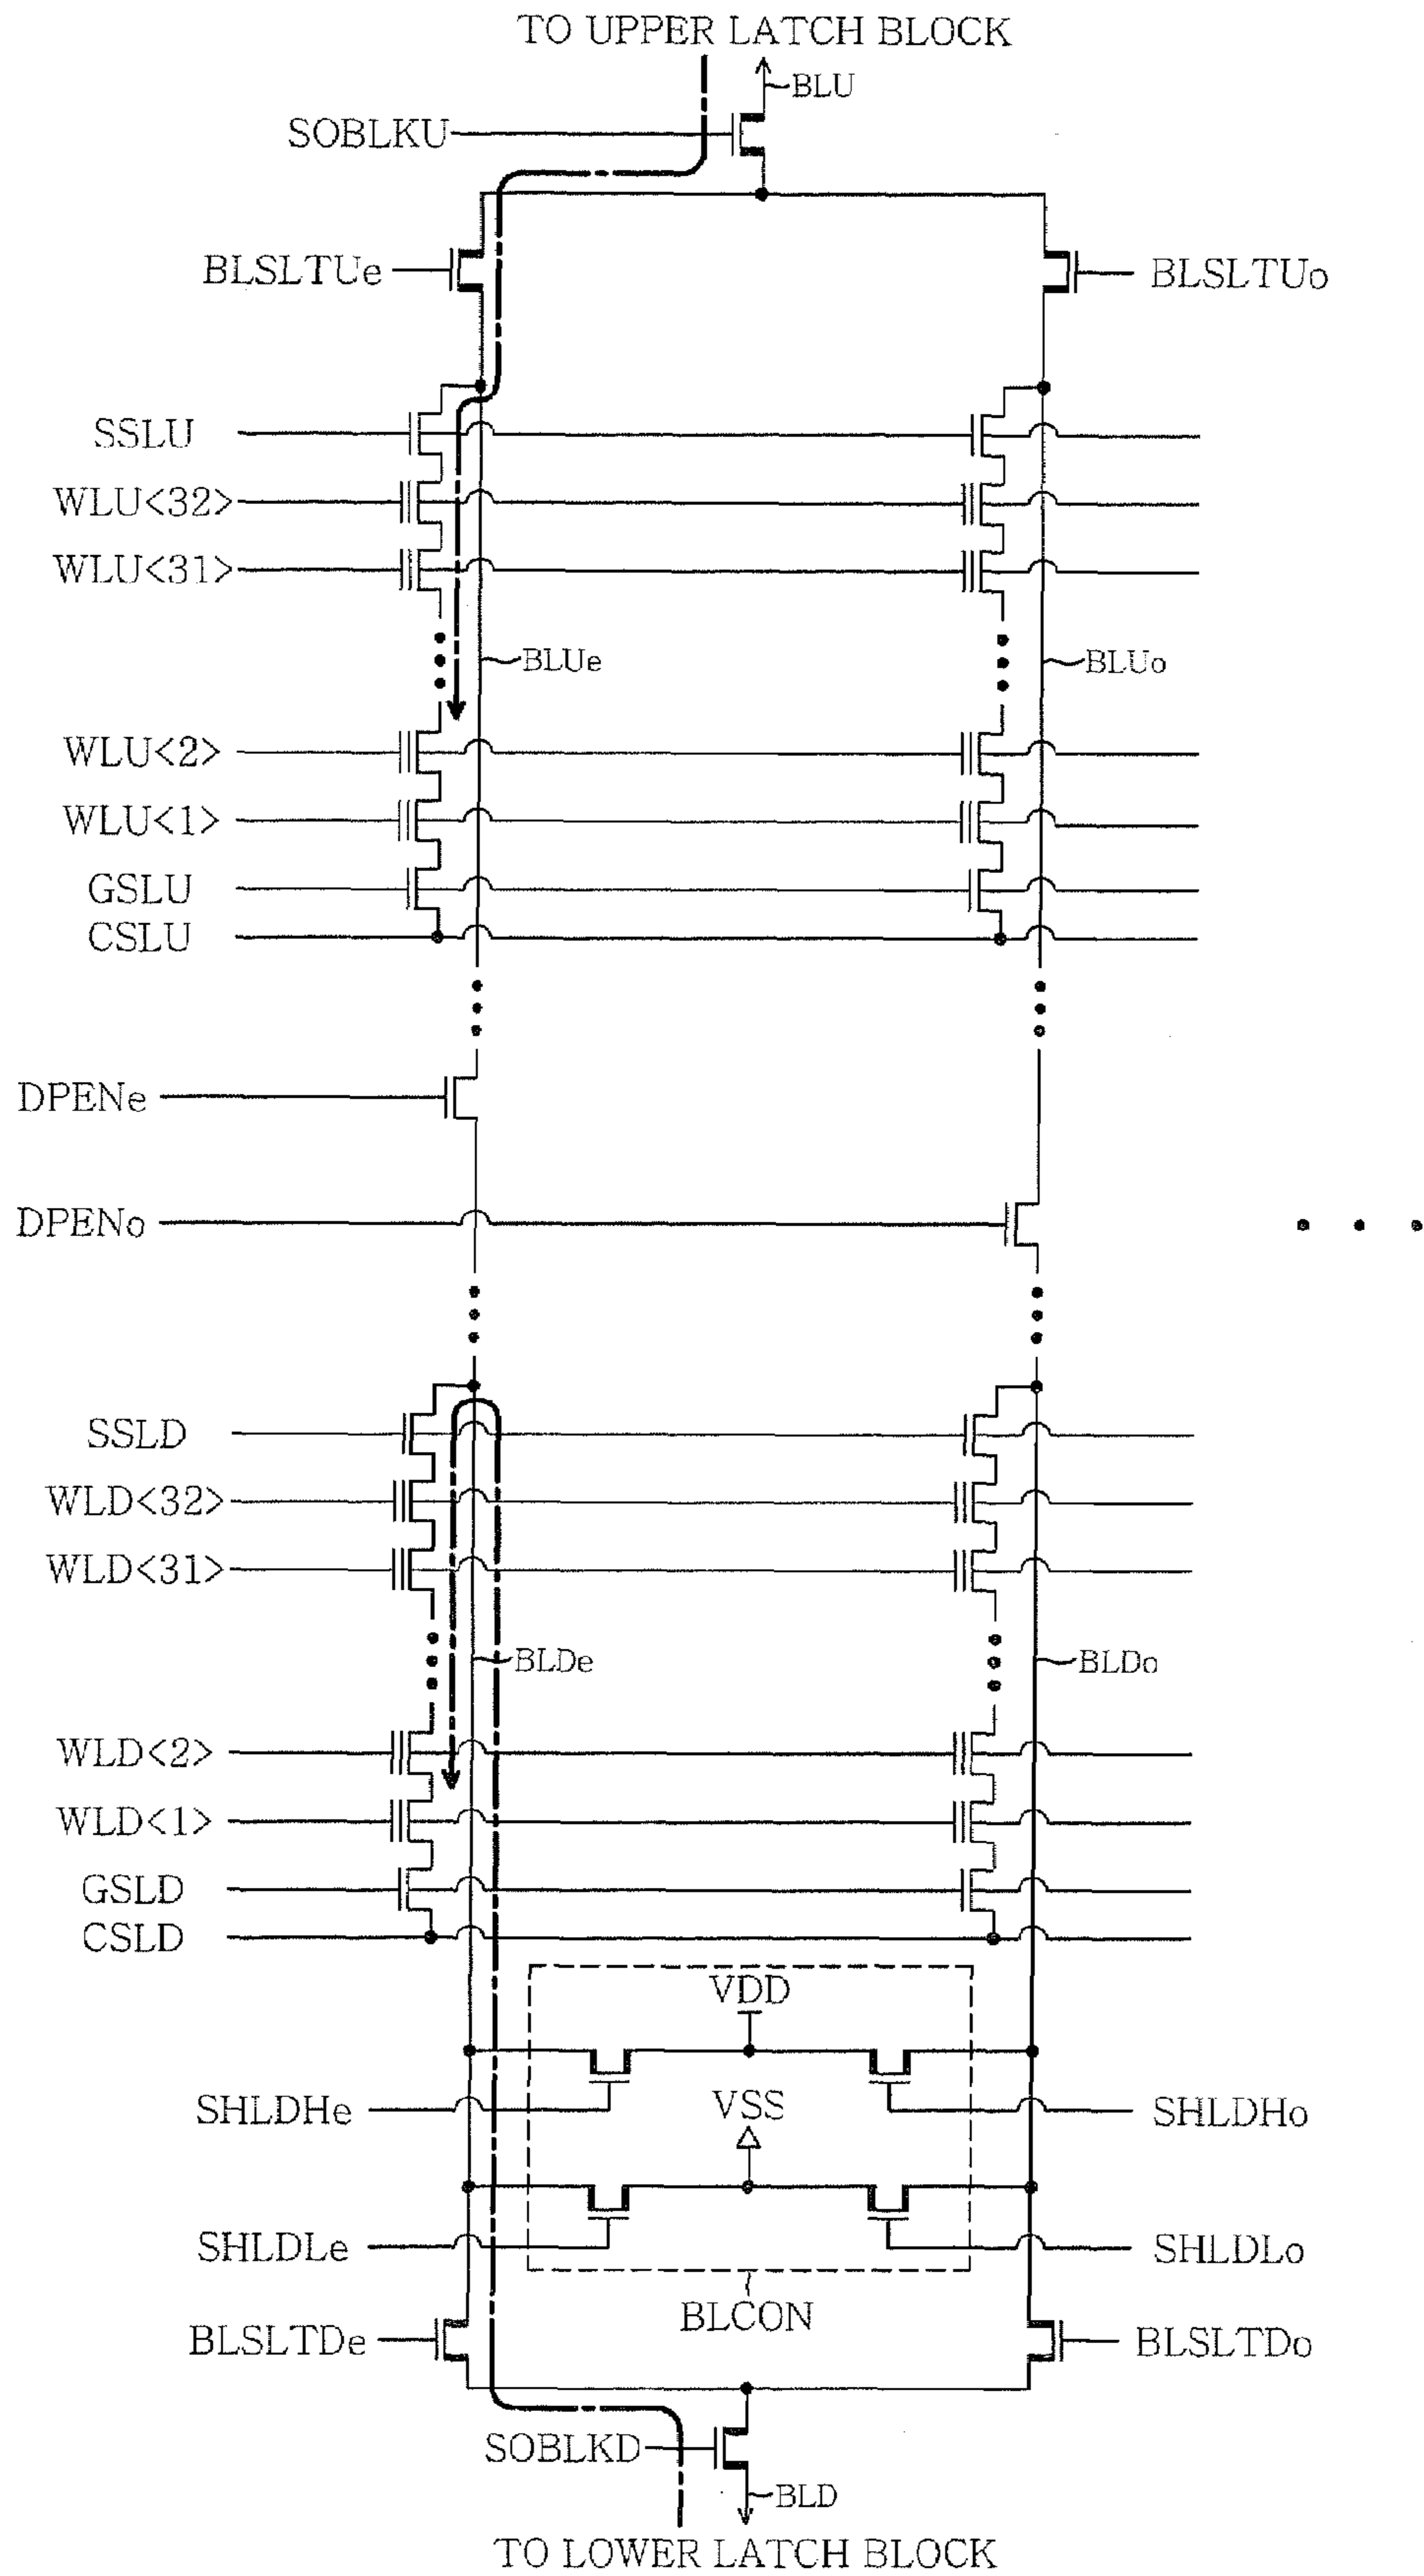 TO UPPER LATCH BLOCK
BLU
SOBLKU
BLSLTUe
BLSLTUo
SSLU
WLU<32>
WLU<31>
BLUe
BLUo
WLU<2>
WLU<1>
GSLU
CSLU
DPENe
DPENo
SSLD
WLD<32>
WLD<31>
BLDe
BLDo
WLD<2>
WLD<1>
GSLD
CSLD
VDD
SHLDHe
VSS
SHLDHo
SHLDLe
SHLDLo
BLCON
BLSLTDe
BLSLTDo
SOBLKD
BLD
TO LOWER LATCH BLOCK